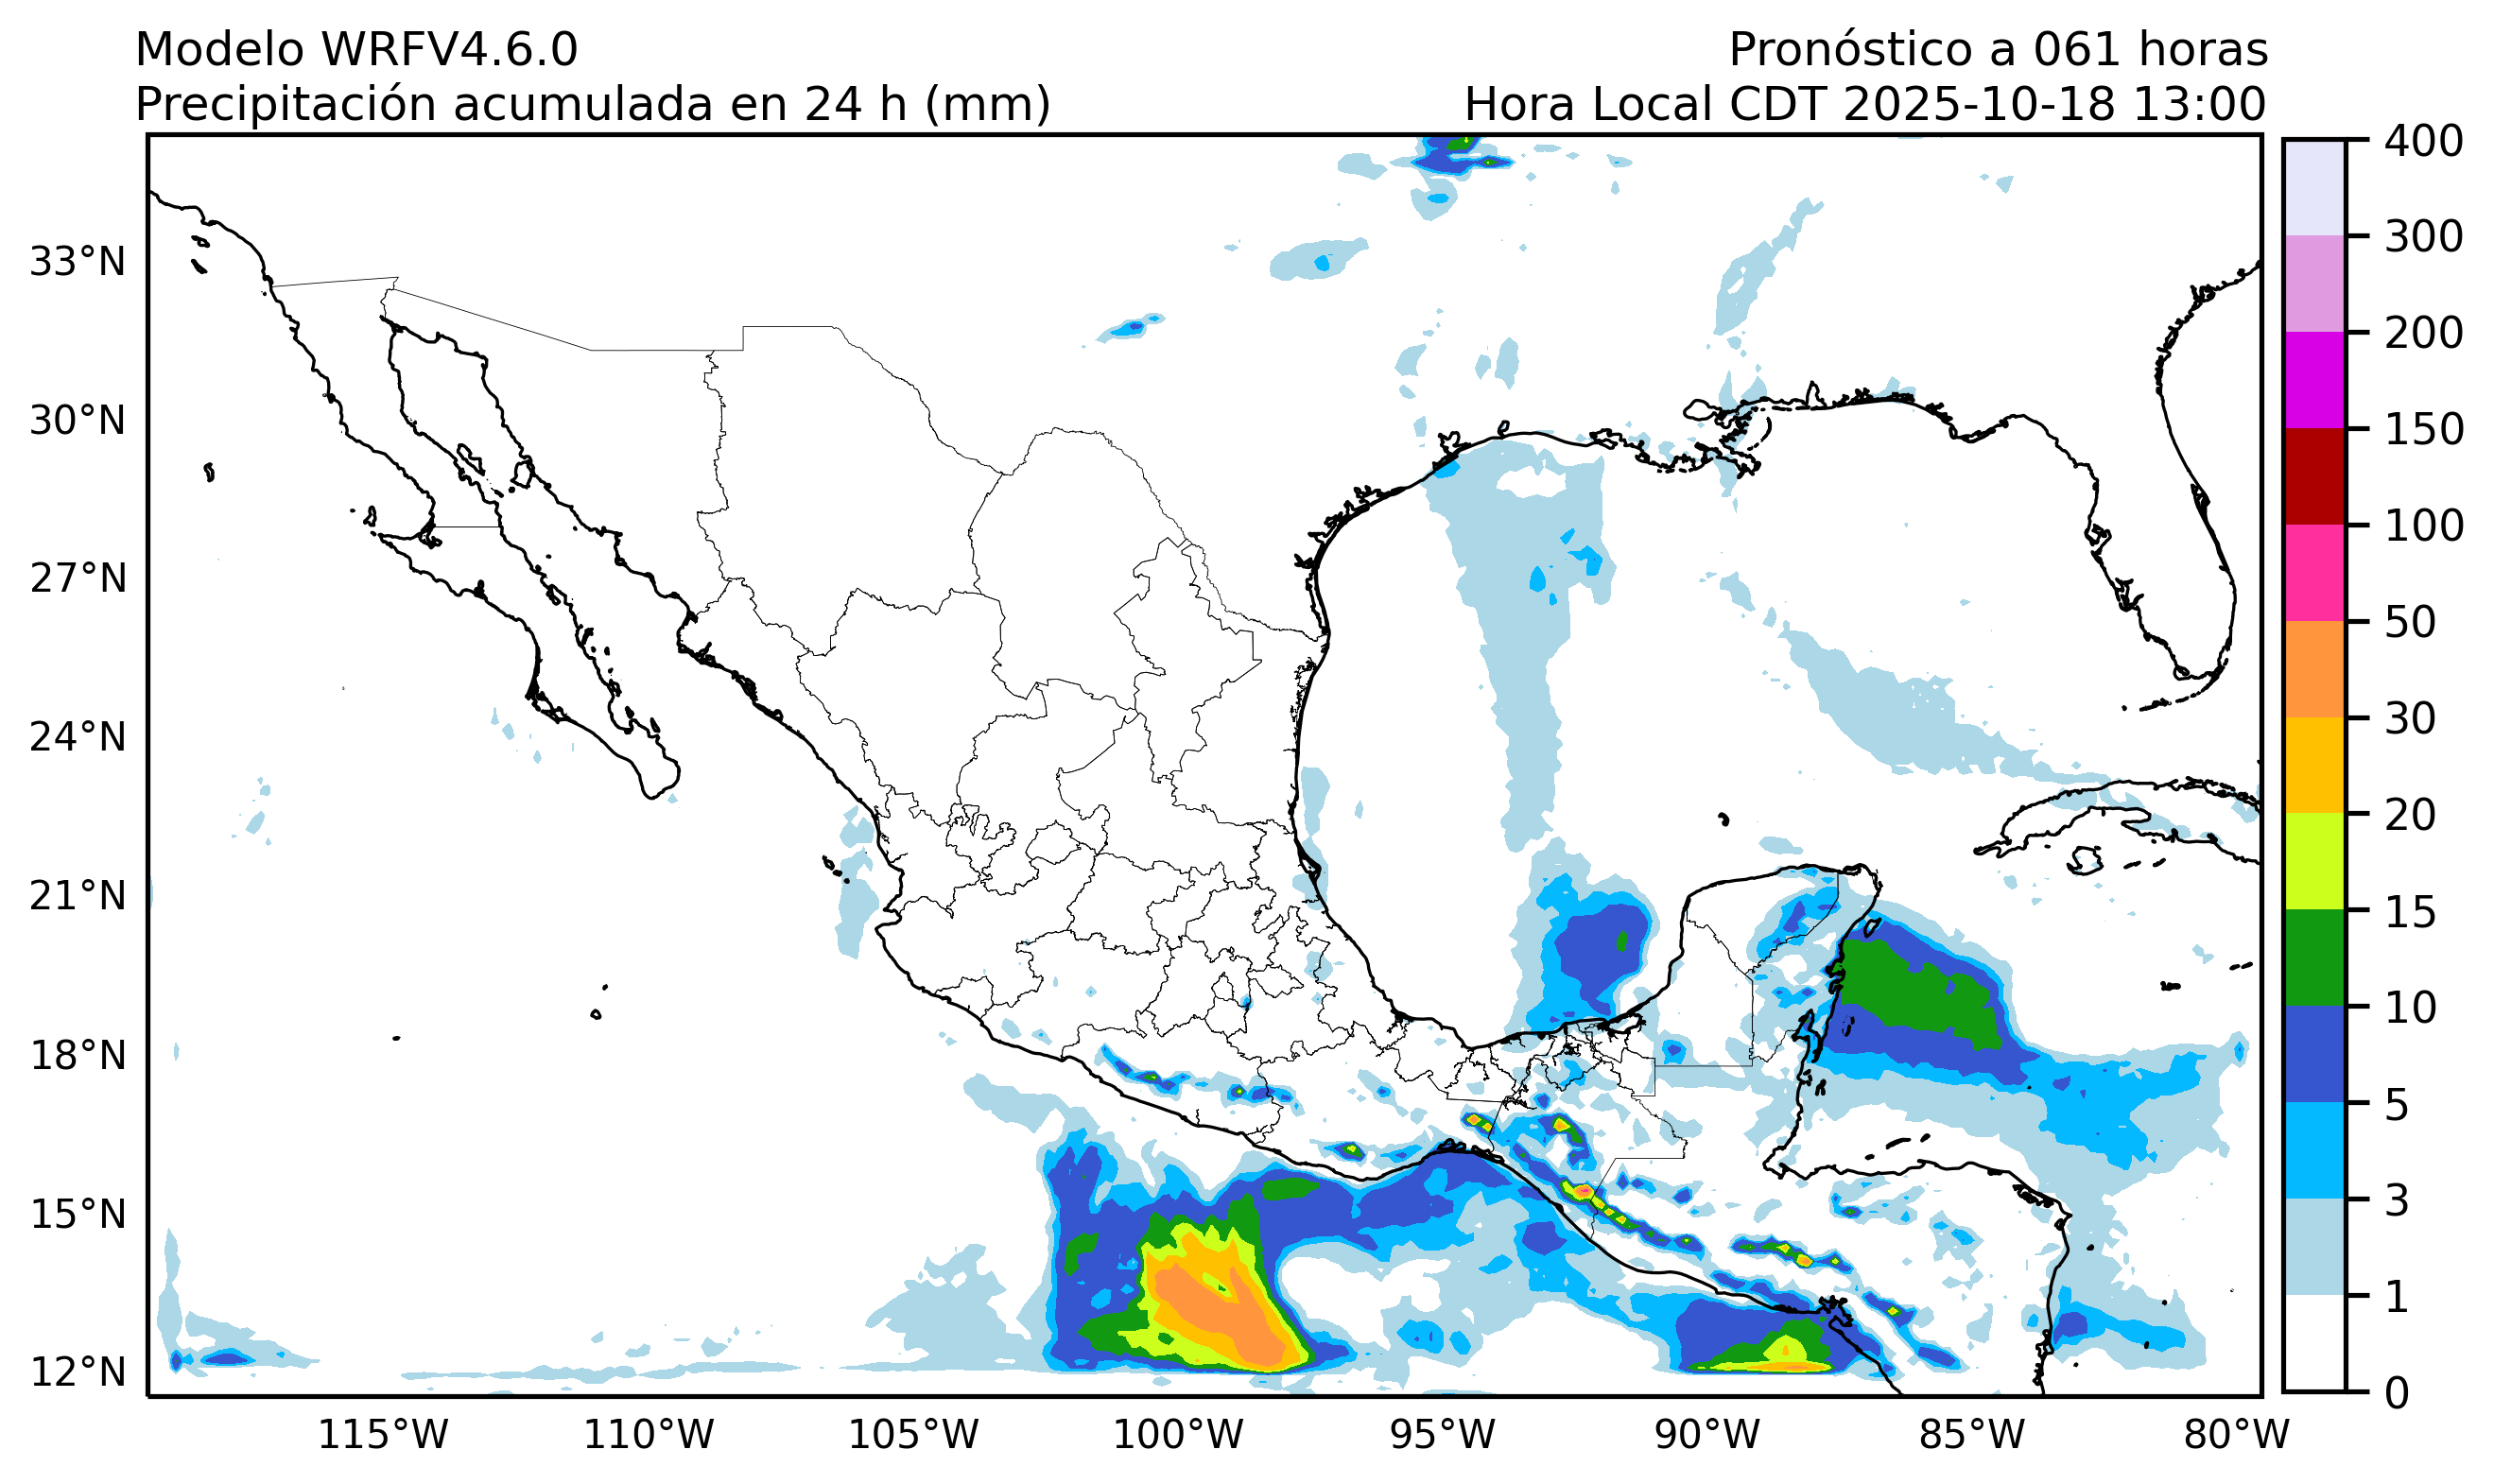 Modelo WRFV4.6.0
Pronóstico a 061 horas
Precipitación acumulada en 24 h (mm)
Hora Local CDT 2025-10-18 13:00
33°N
30°N
27°N
24°N
21°N
18°N
15°N
12°N
115°W
110°W
105°W
100°W
95°W
90°W
85°W
80°W
400
300
200
150
100
50
30
20
15
10
5
3
1
0